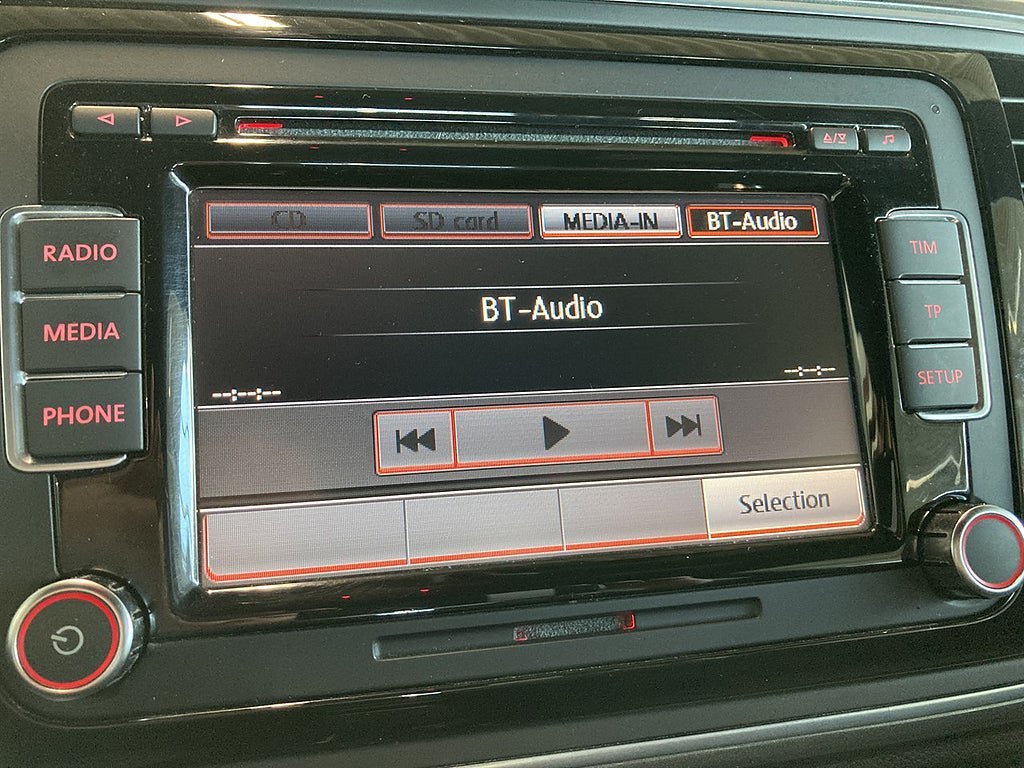 CD
SD card
MEDIA-IN
BT-Audio
RADIO
MEDIA
PHONE
BT-Audio
--:--:--
--:--:--
Selection
TIM
TP
SETUP